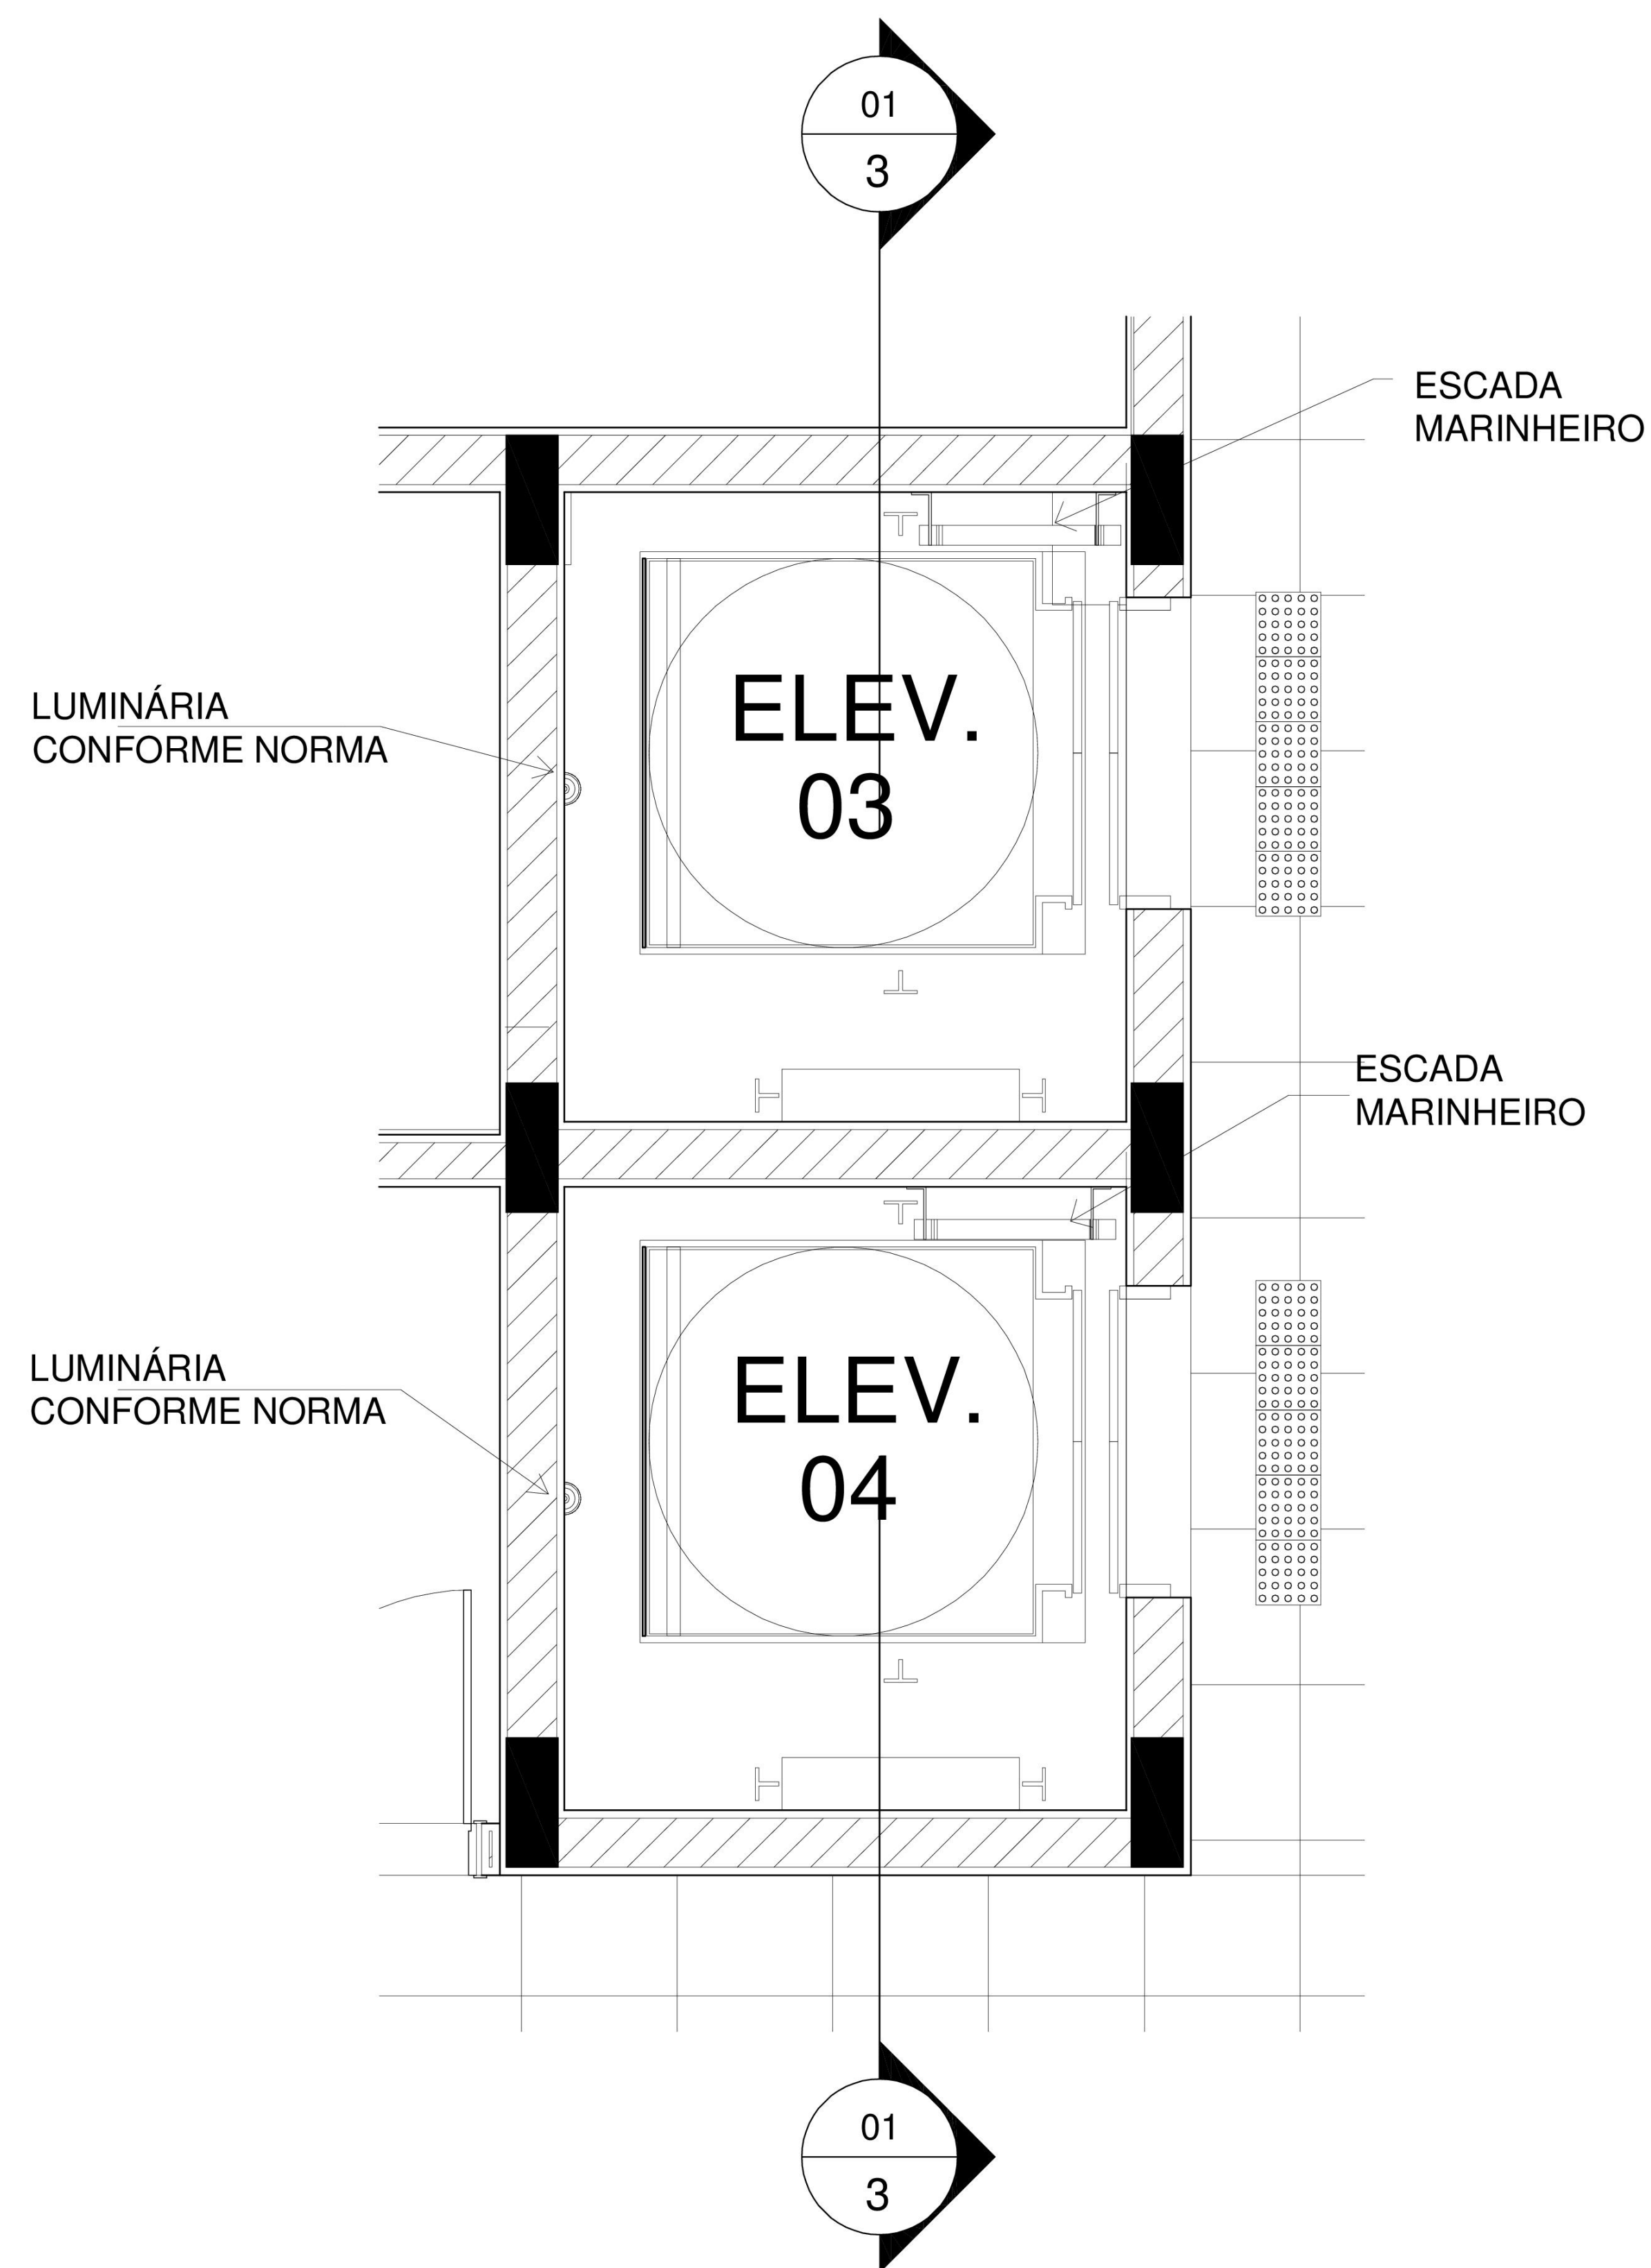 01
3
ESCADA
MARINHEIRO
LUMINÁRIA
CONFORME NORMA
ELEV.
03
ESCADA
MARINHEIRO
LUMINÁRIA
CONFORME NORMA
ELEV.
04
01
3